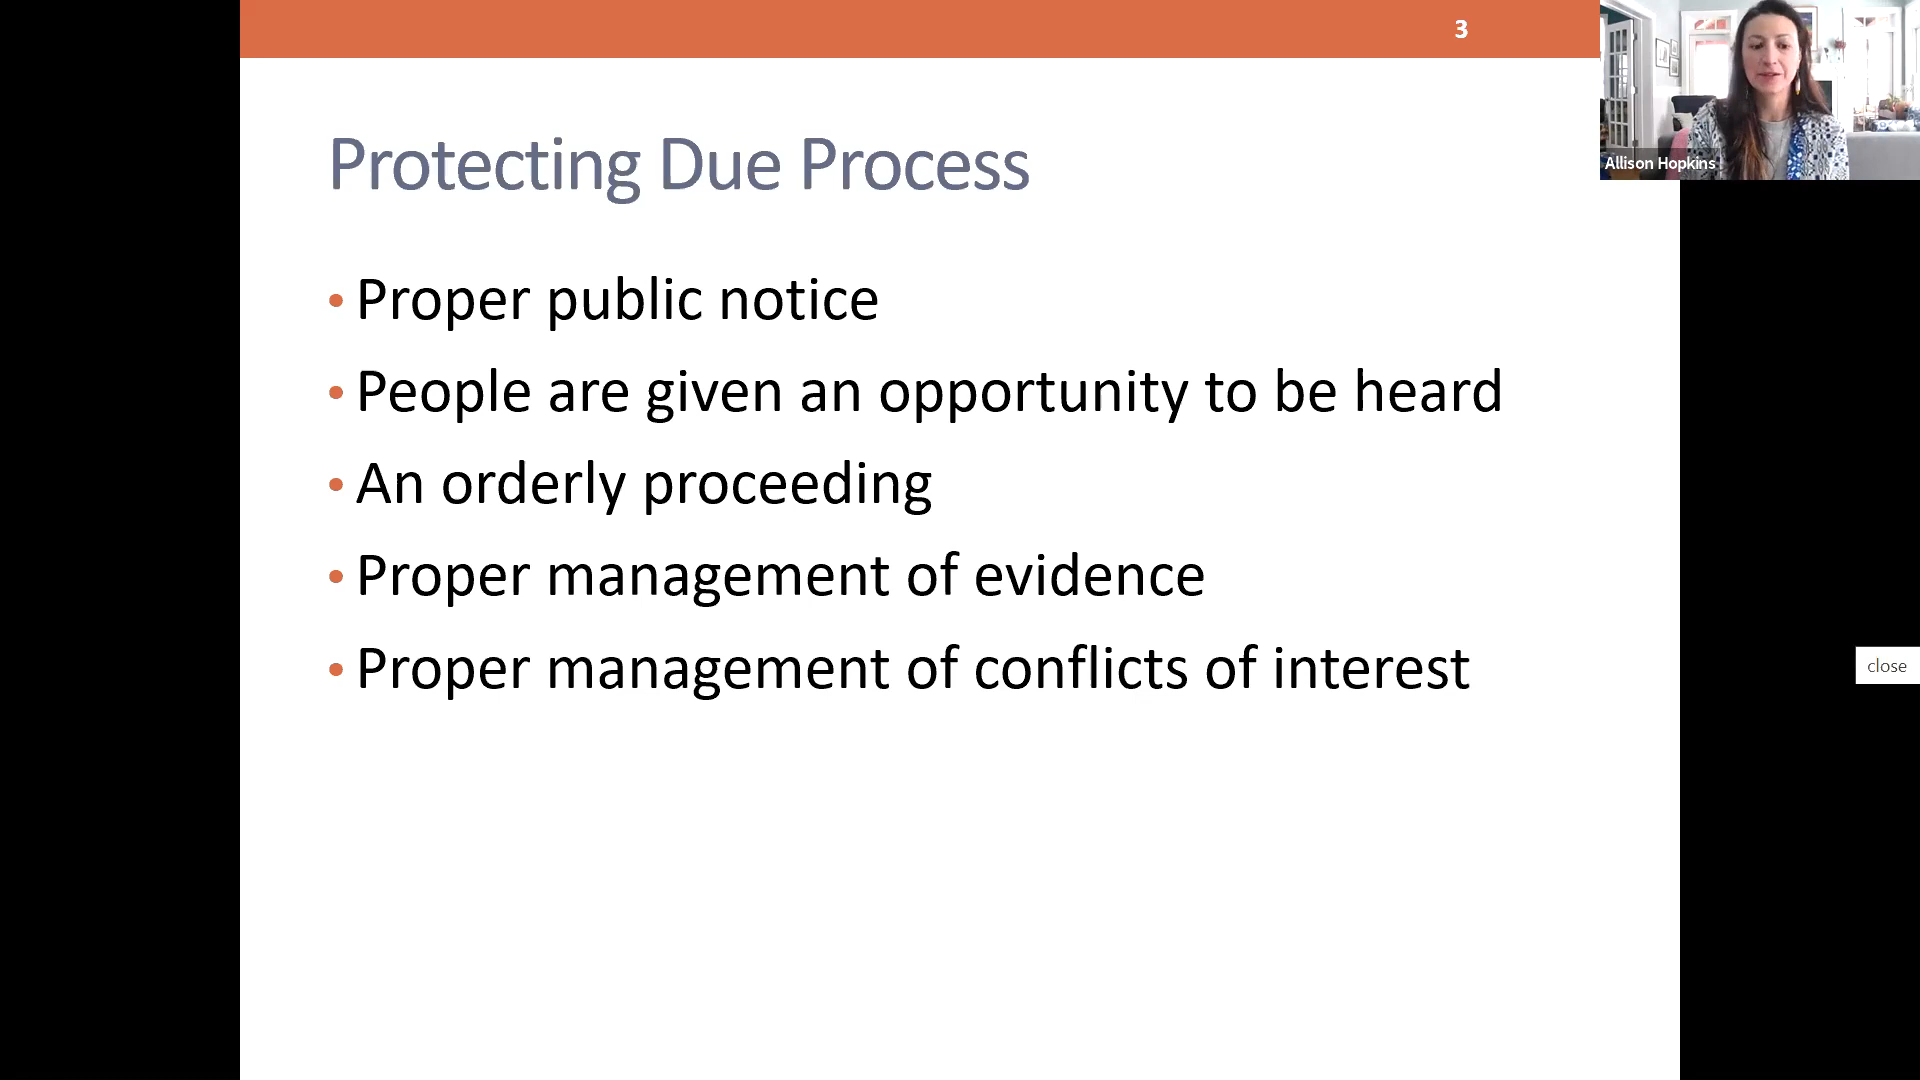 3
Allison Hopkins
Protecting Due Process
• Proper public notice
• People are given an opportunity to be heard
• An orderly proceeding
• Proper management of evidence
• Proper management of conflicts of interest
close